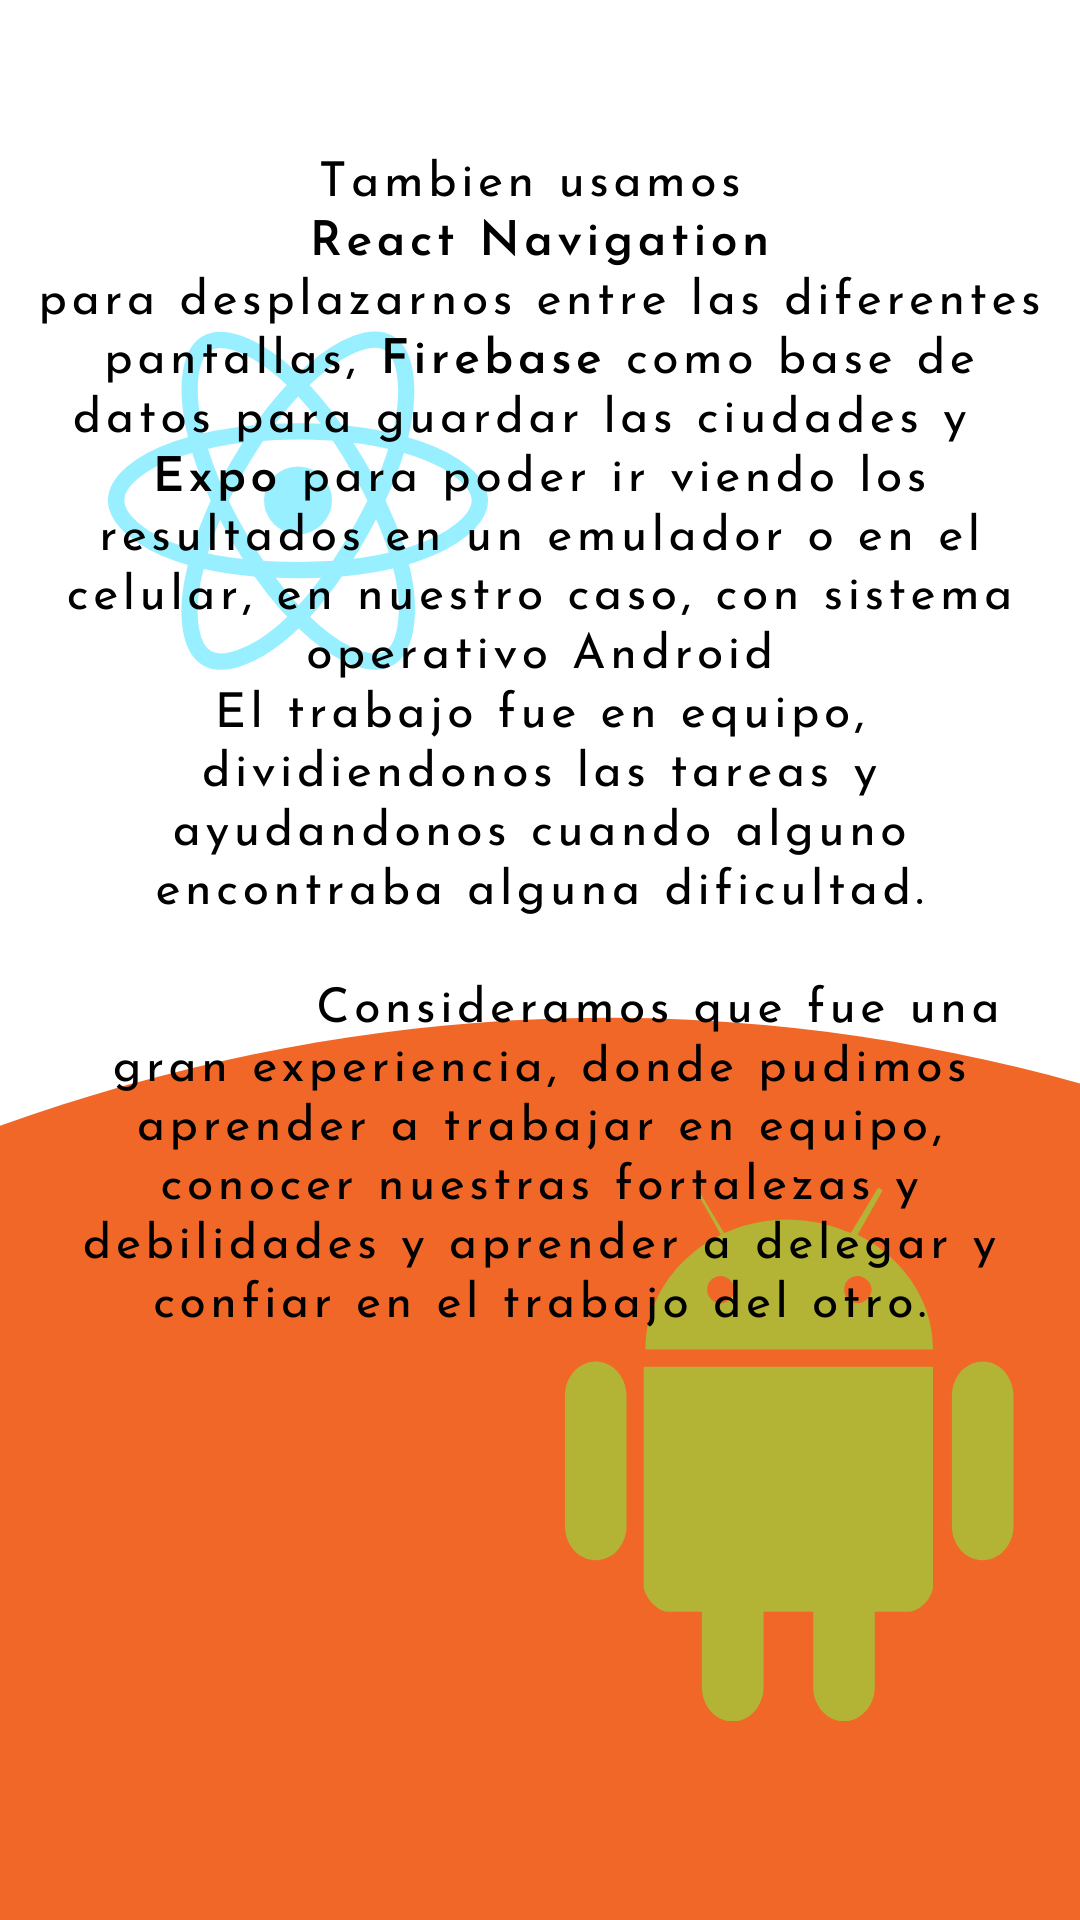 Tambien usamos
React Navigation
para desplazarnos entre las diferentes
pantallas, Firebase como base de
datos para guardar las ciudades y
Expo para poder ir viendo los
resultados en un emulador o en el
celular, en nuestro caso, con sistema
operativo Android
El trabajo fue en equipo,
dividiendonos las tareas y
ayudandonos cuando alguno
encontraba alguna dificultad.
Consideramos que fue una
gran experiencia, donde pudimos
aprender a trabajar en equipo,
conocer nuestras fortalezas y
debilidades y aprender a delegar y
confiar en el trabajo del otro.